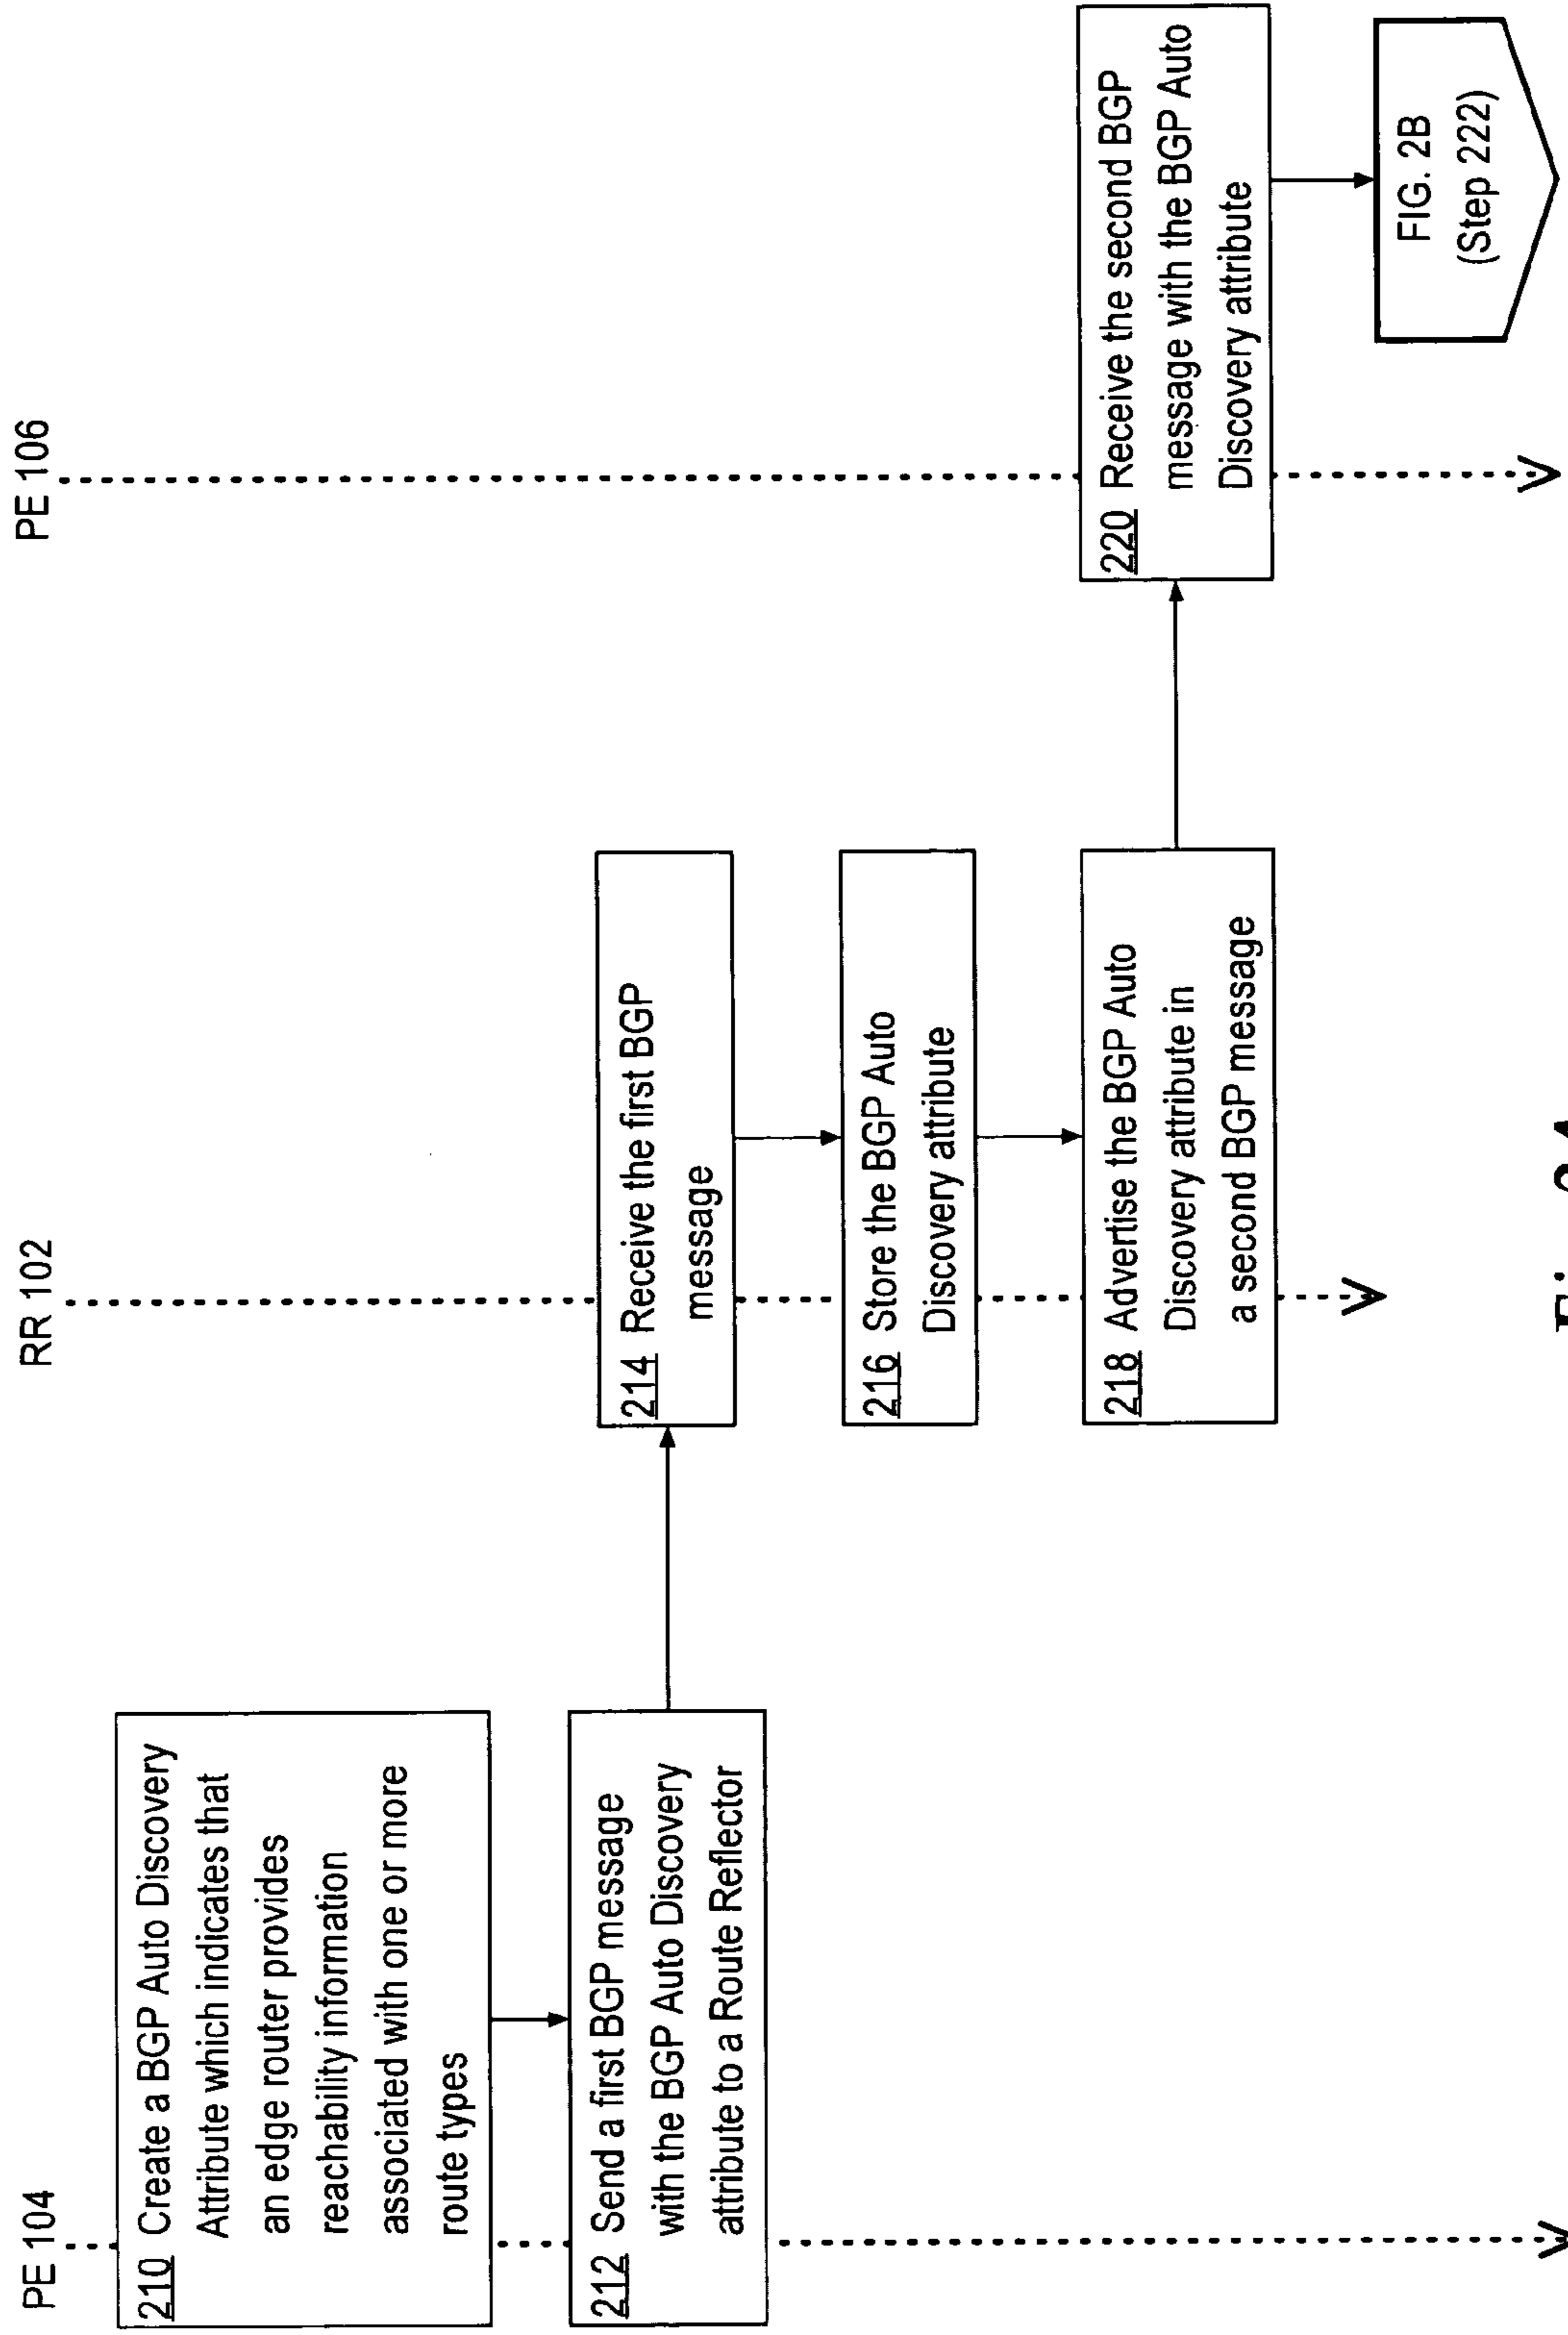 PE 104
RR 102
PE 106
210 Create a BGP Auto Discovery
Attribute which indicates that
an edge router provides
reachability information
associated with one or more
route types
212 Send a first BGP message
with the BGP Auto Discovery
attribute to a Route Reflector
214 Receive the first BGP
message
216 Store the BGP Auto
Discovery attribute
218 Advertise the BGP Auto
Discovery attribute in
a second BGP message
220 Receive the second BGP
message with the BGP Auto
Discovery attribute
FIG. 2B
(Step 222)